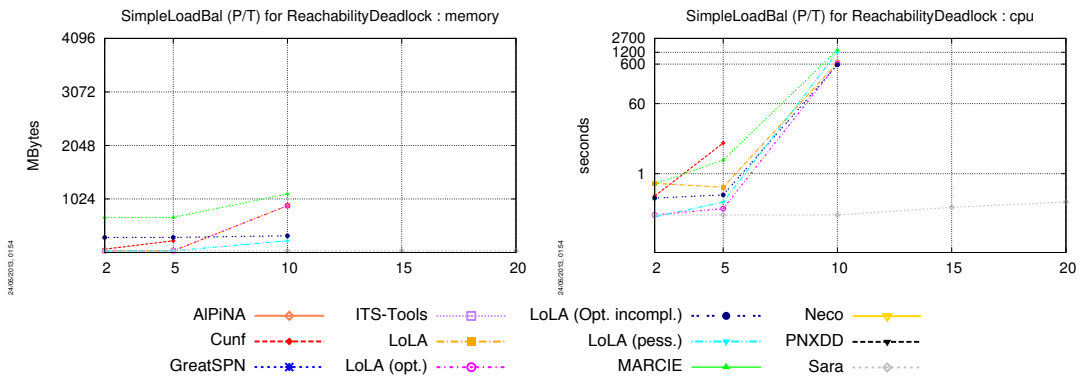 SimpleLoadBal (P/T) for ReachabilityDeadlock : memory
4096
3072
2048
1024
MBytes
2 5 10 15 20
24/06/2013, 01:54
SimpleLoadBal (P/T) for ReachabilityDeadlock : cpu
2700
1200
600
60
1
seconds
2 5 10 15 20
24/06/2013, 01:54
AlPiNA
Cunf
GreatSPN
ITS-Tools
LoLA
LoLA (opt.)
LoLA (Opt. incompl.)
LoLA (pess.)
MARCIE
Neco
PNXDD
Sara